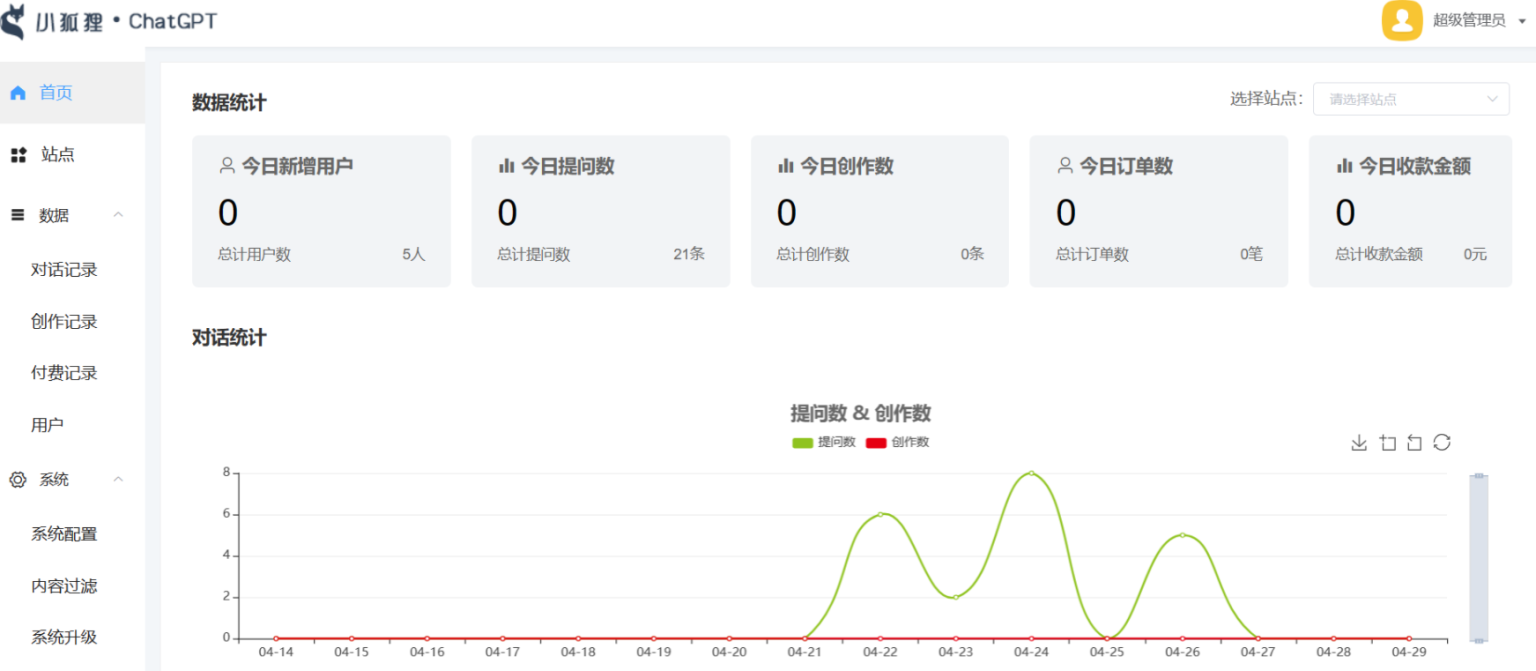 小狐狸·ChatGPT
超级管理员
首页
站点
数据
对话记录
创作记录
付费记录
用户
系统
系统配置
内容过滤
系统升级
数据统计
选择站点：
请选择站点
今日新增用户
0
总计用户数 5人
今日提问数
0
总计提问数 21条
今日创作数
0
总计创作数 0条
今日订单数
0
总计订单数 0笔
今日收款金额
0
总计收款金额 0元
对话统计
提问数 & 创作数
提问数 创作数
8
6
4
2
0
04-14 04-15 04-16 04-17 04-18 04-19 04-20 04-21 04-22 04-23 04-24 04-25 04-26 04-27 04-28 04-29